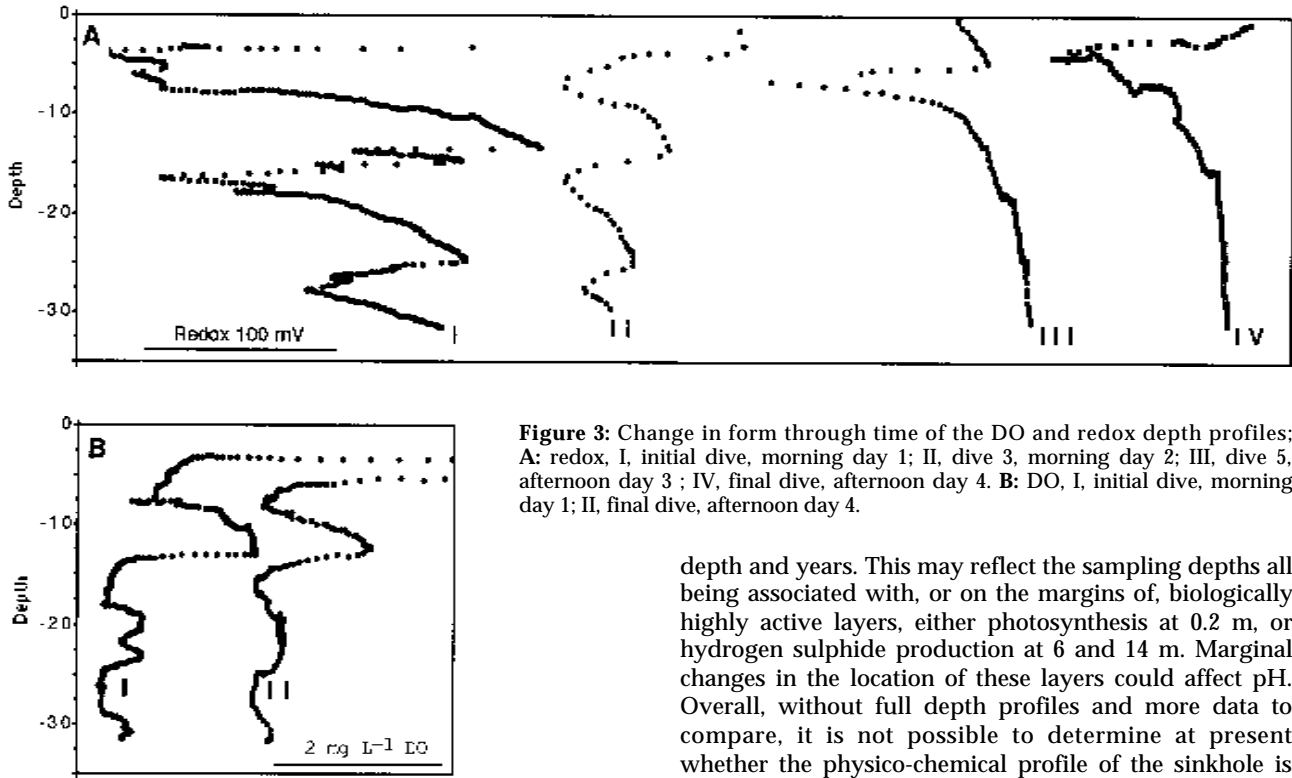 0
A
-10
-20
-30
Depth
Redox 100 mV
I
II
III
IV
0
B
-10
-20
-30
Depth
I
II
2 mg L⁻¹ DO
Figure 3: Change in form through time of the DO and redox depth profiles;
A: redox, I, initial dive, morning day 1; II, dive 3, morning day 2; III, dive 5,
afternoon day 3 ; IV, final dive, afternoon day 4. B: DO, I, initial dive, morning
day 1; II, final dive, afternoon day 4.
depth and years. This may reflect the sampling depths all
being associated with, or on the margins of, biologically
highly active layers, either photosynthesis at 0.2 m, or
hydrogen sulphide production at 6 and 14 m. Marginal
changes in the location of these layers could affect pH.
Overall, without full depth profiles and more data to
compare, it is not possible to determine at present
whether the physico-chemical profile of the sinkhole is